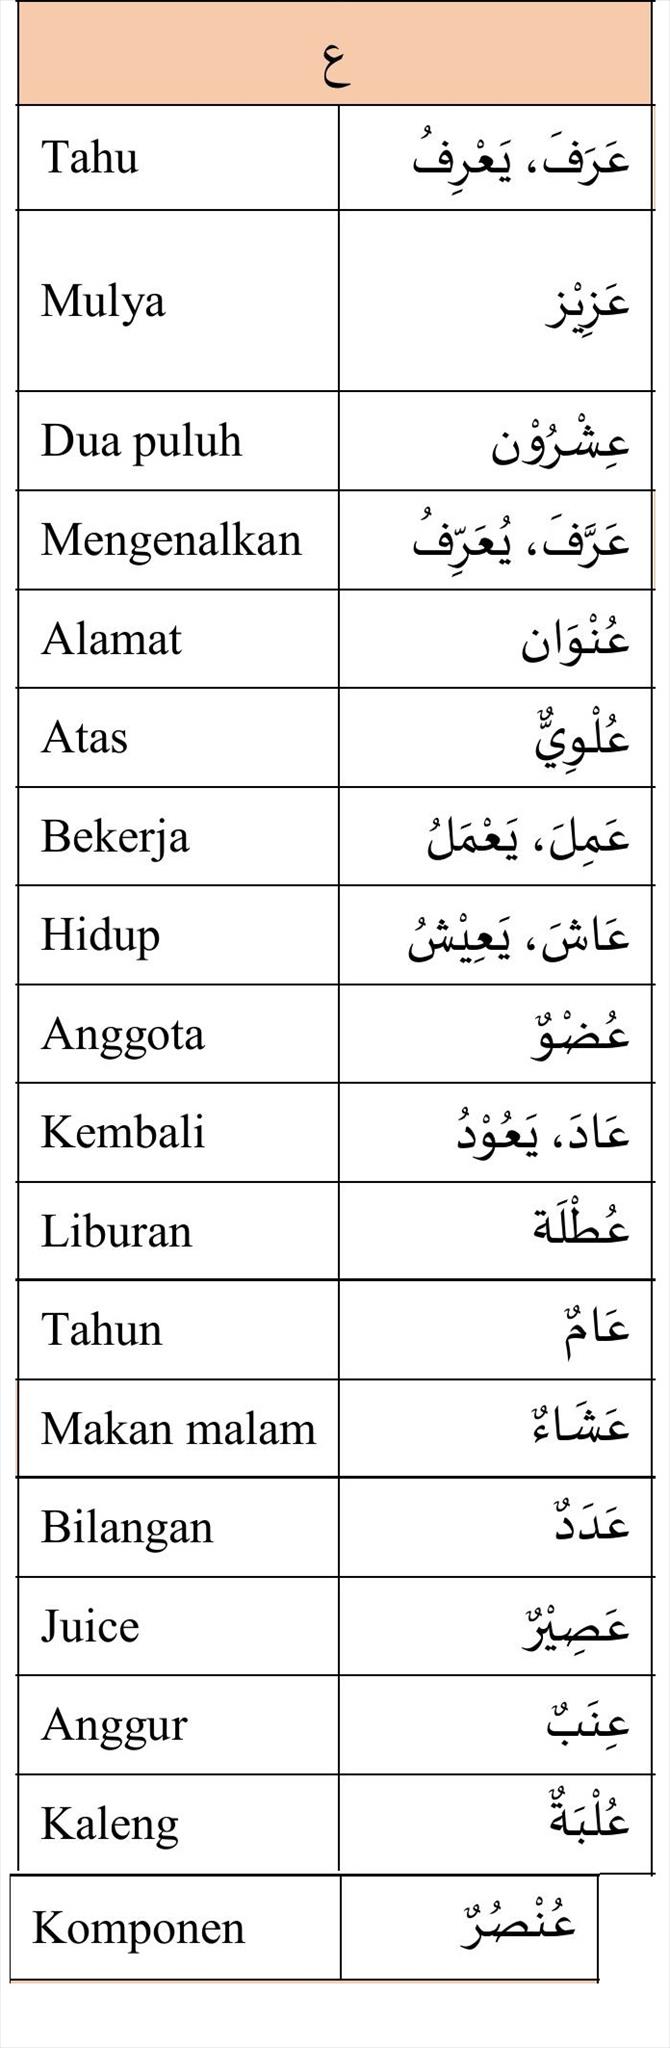 ع
Tahu عَرَفَ، يَعْرِفُ
Mulya عَزِيْز
Dua puluh عِشْرُوْن
Mengenalkan عَرَّفَ، يُعَرِّفُ
Alamat عُنْوَان
Atas عُلْوِيٌّ
Bekerja عَمِلَ، يَعْمَلُ
Hidup عَاشَ، يَعِيْشُ
Anggota عُضْوٌ
Kembali عَادَ، يَعُوْدُ
Liburan عُطْلَة
Tahun عَامٌ
Makan malam عَشَاءٌ
Bilangan عَدَدٌ
Juice عَصِيْرٌ
Anggur عِنَبٌ
Kaleng عُلْبَةٌ
Komponen عُنْصُرٌ